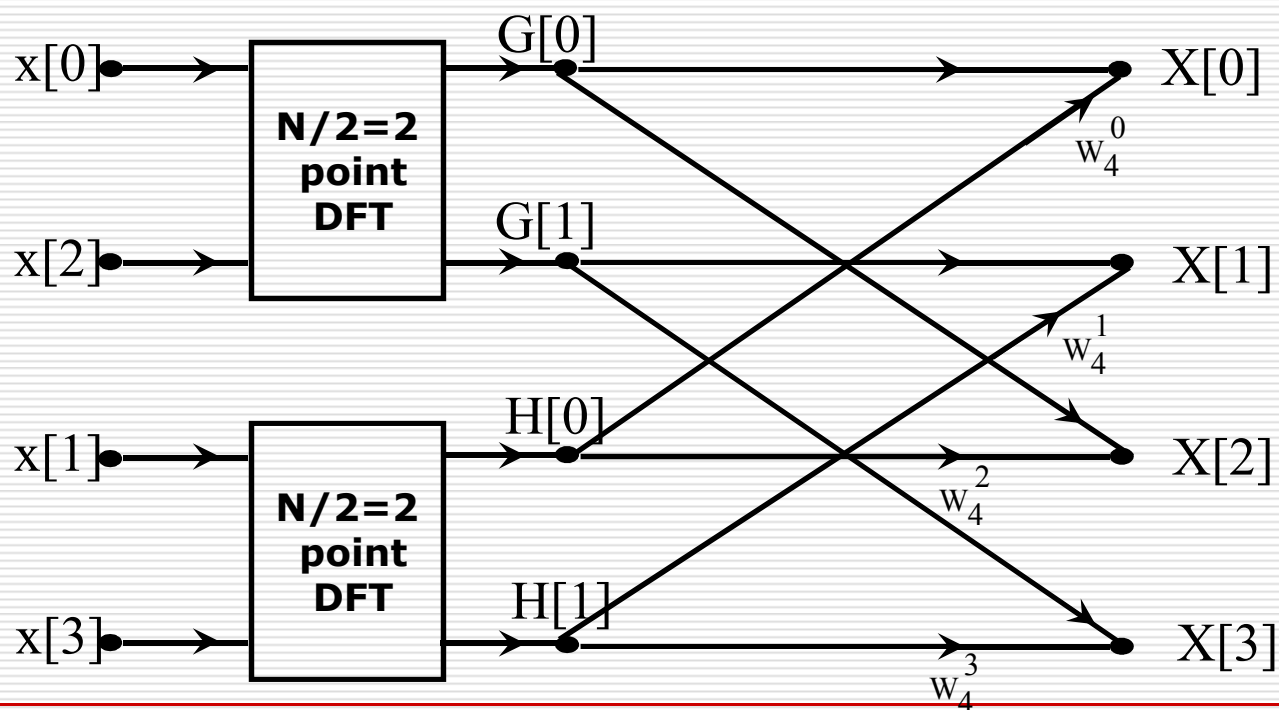 G[0]
x[0]
X[0]
N/2=2
point
DFT
W₄⁰
G[1]
x[2]
X[1]
W₄¹
H[0]
x[1]
X[2]
W₄²
N/2=2
point
DFT
H[1]
x[3]
X[3]
W₄³